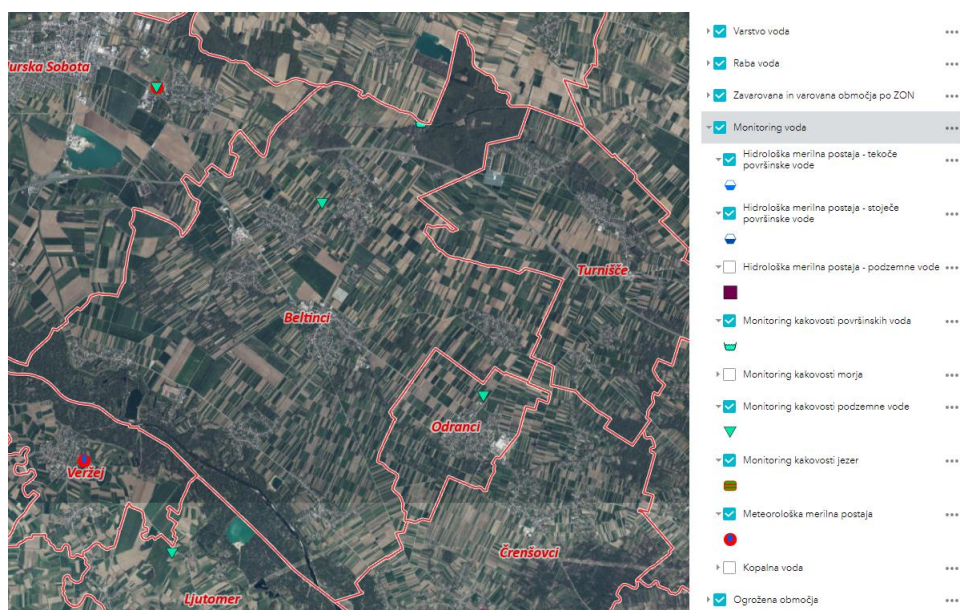 urska Sobota
Turnišče
Beltinci
Odranci
Veržej
Črenšovci
Ljutomer
Varstvo voda
Raba voda
Zavarovana in varovana območja po ZON
Monitoring voda
Hidrološka merilna postaja - tekoče
površinske vode
Hidrološka merilna postaja - stoječe
površinske vode
Hidrološka merilna postaja - podzemne vode
Monitoring kakovosti površinskih voda
Monitoring kakovosti morja
Monitoring kakovosti podzemne vode
Monitoring kakovosti jezer
Meteorološka merilna postaja
Kopalna voda
Ogrožena območja